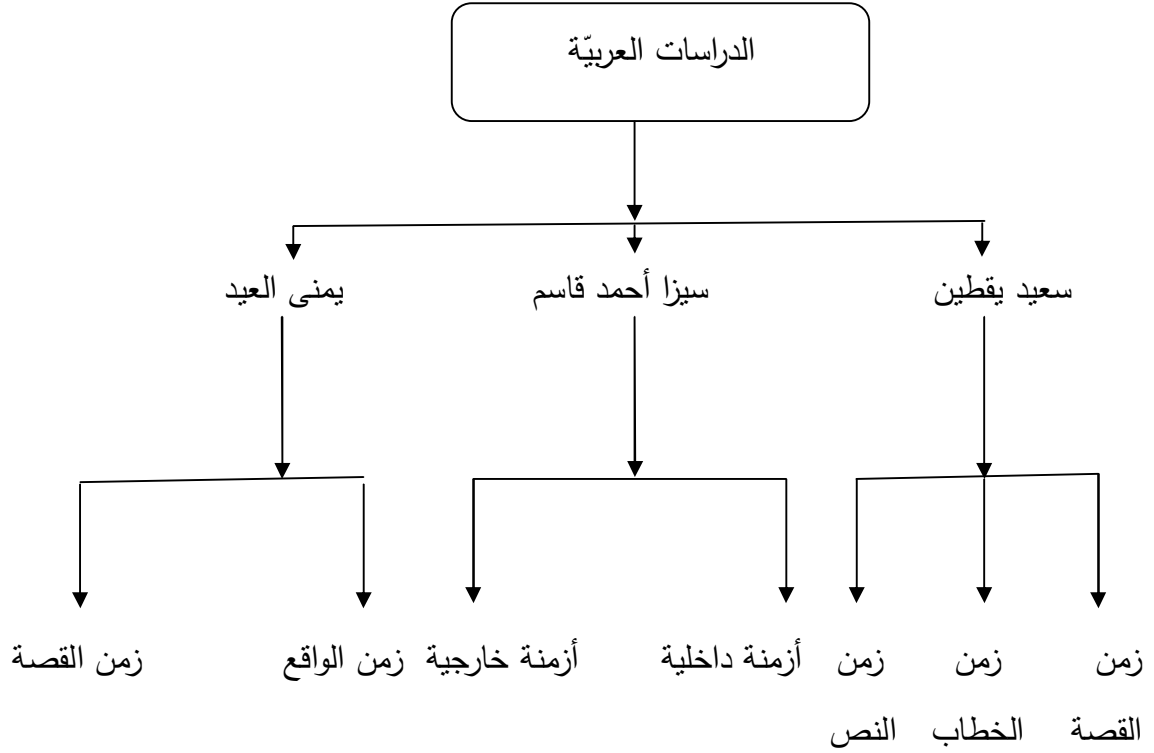 الدراسات العربيّة
سعيد يقطين
سيزا أحمد قاسم
يمنى العيد
زمن القصة
زمن الخطاب
زمن النص
أزمنة داخلية
أزمنة خارجية
زمن الواقع
زمن القصة